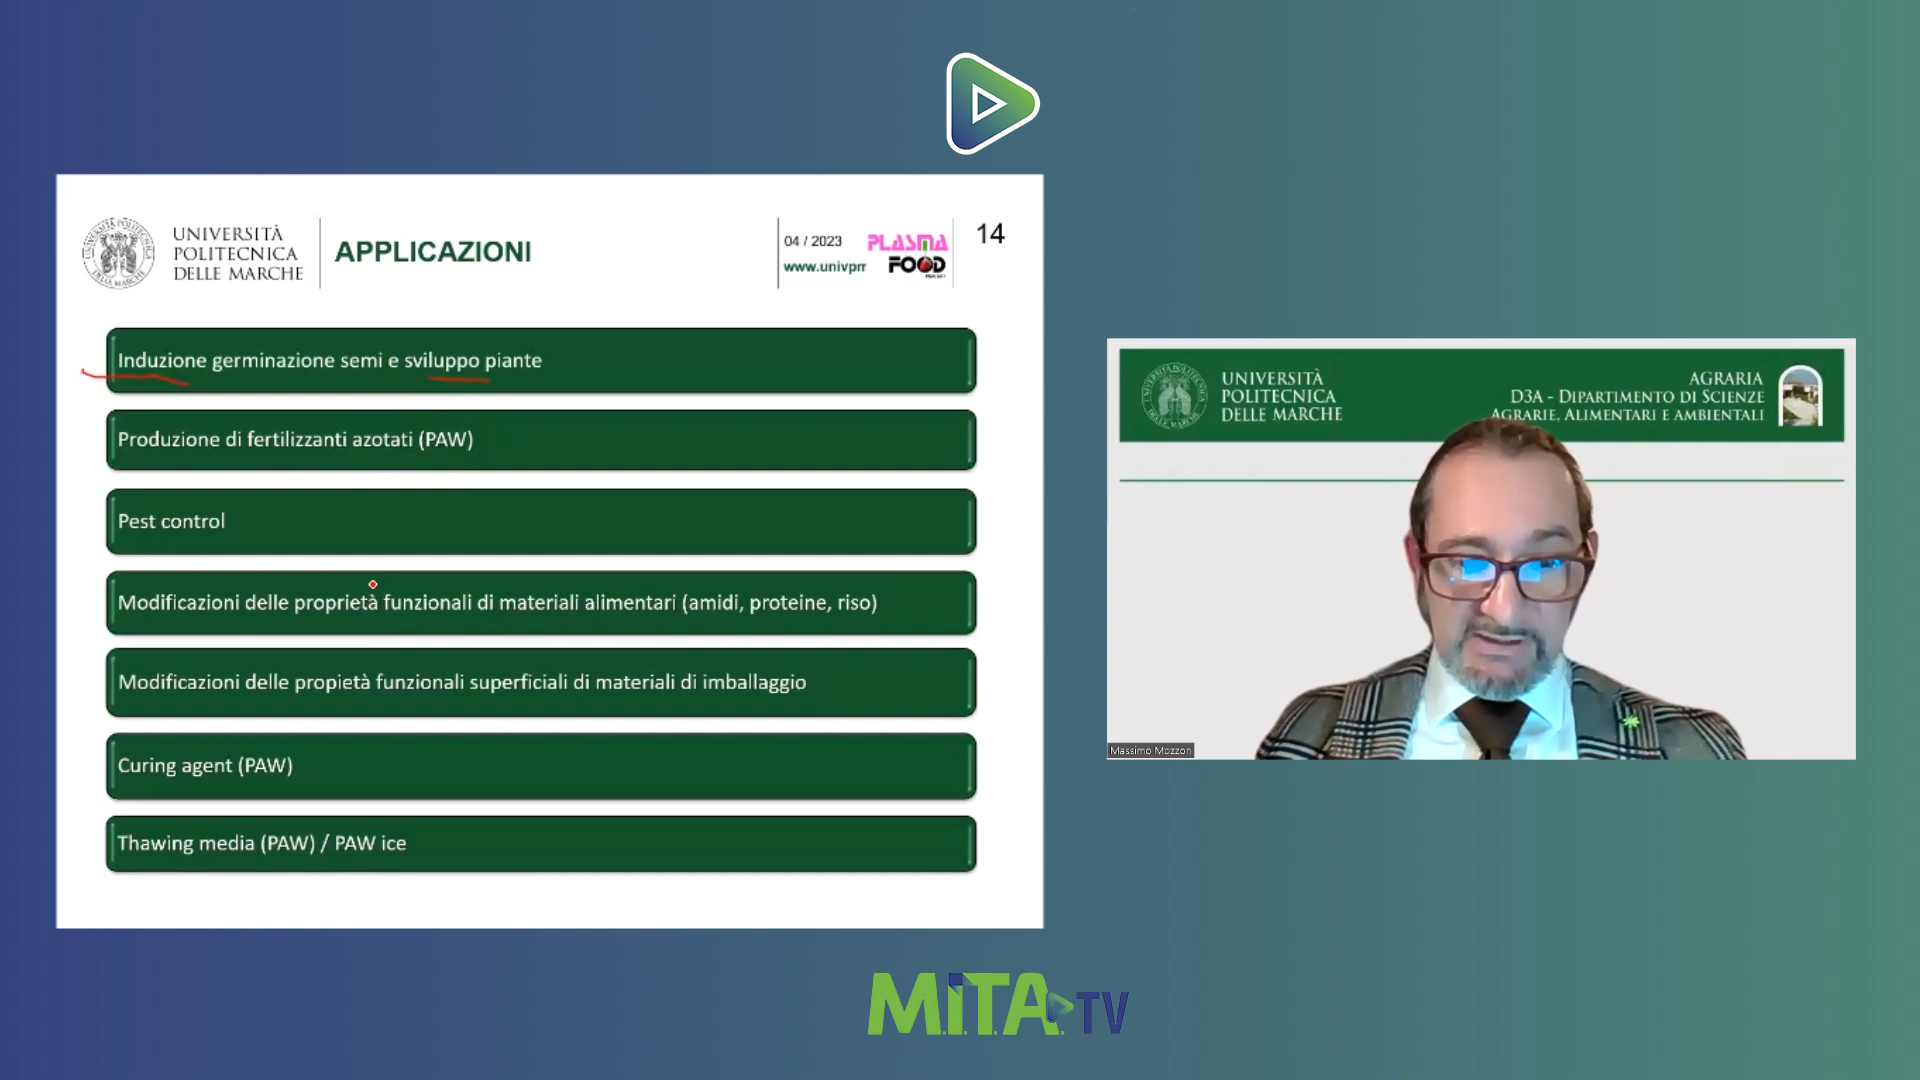 UNIVERSITÀ
POLITECNICA
DELLE MARCHE
APPLICAZIONI
04 / 2023
www.univpm
PLASMA
FOOD
14
Induzione germinazione semi e sviluppo piante
Produzione di fertilizzanti azotati (PAW)
Pest control
Modificazioni delle proprietà funzionali di materiali alimentari (amidi, proteine, riso)
Modificazioni delle propietà funzionali superficiali di materiali di imballaggio
Curing agent (PAW)
Thawing media (PAW) / PAW ice
UNIVERSITÀ
POLITECNICA
DELLE MARCHE
AGRARIA
D3A - DIPARTIMENTO DI SCIENZE
AGRARIE, ALIMENTARI E AMBIENTALI
Massimo Mozzon
M.I.T.A. TV